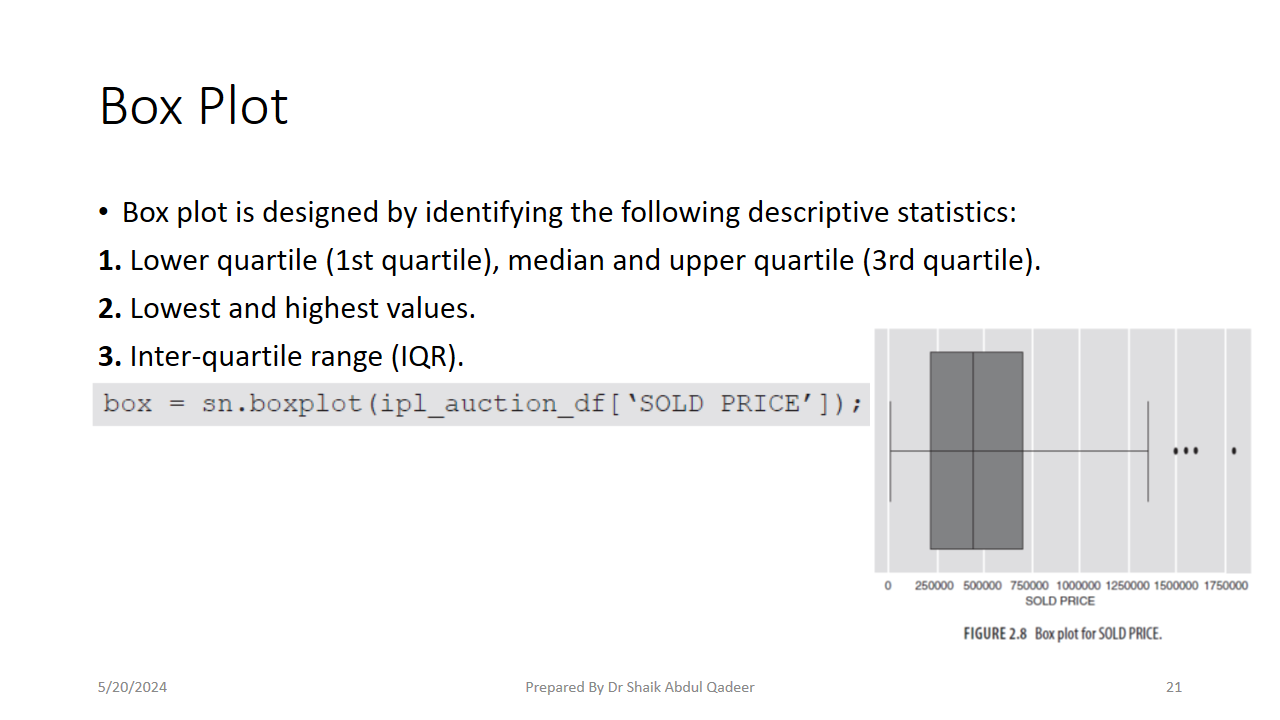 Box Plot
• Box plot is designed by identifying the following descriptive statistics:
1. Lower quartile (1st quartile), median and upper quartile (3rd quartile).
2. Lowest and highest values.
3. Inter-quartile range (IQR).
box = sn.boxplot(ipl_auction_df[‘SOLD PRICE’]);
0 250000 500000 750000 1000000 1250000 1500000 1750000
SOLD PRICE
FIGURE 2.8 Box plot for SOLD PRICE.
5/20/2024 Prepared By Dr Shaik Abdul Qadeer 21